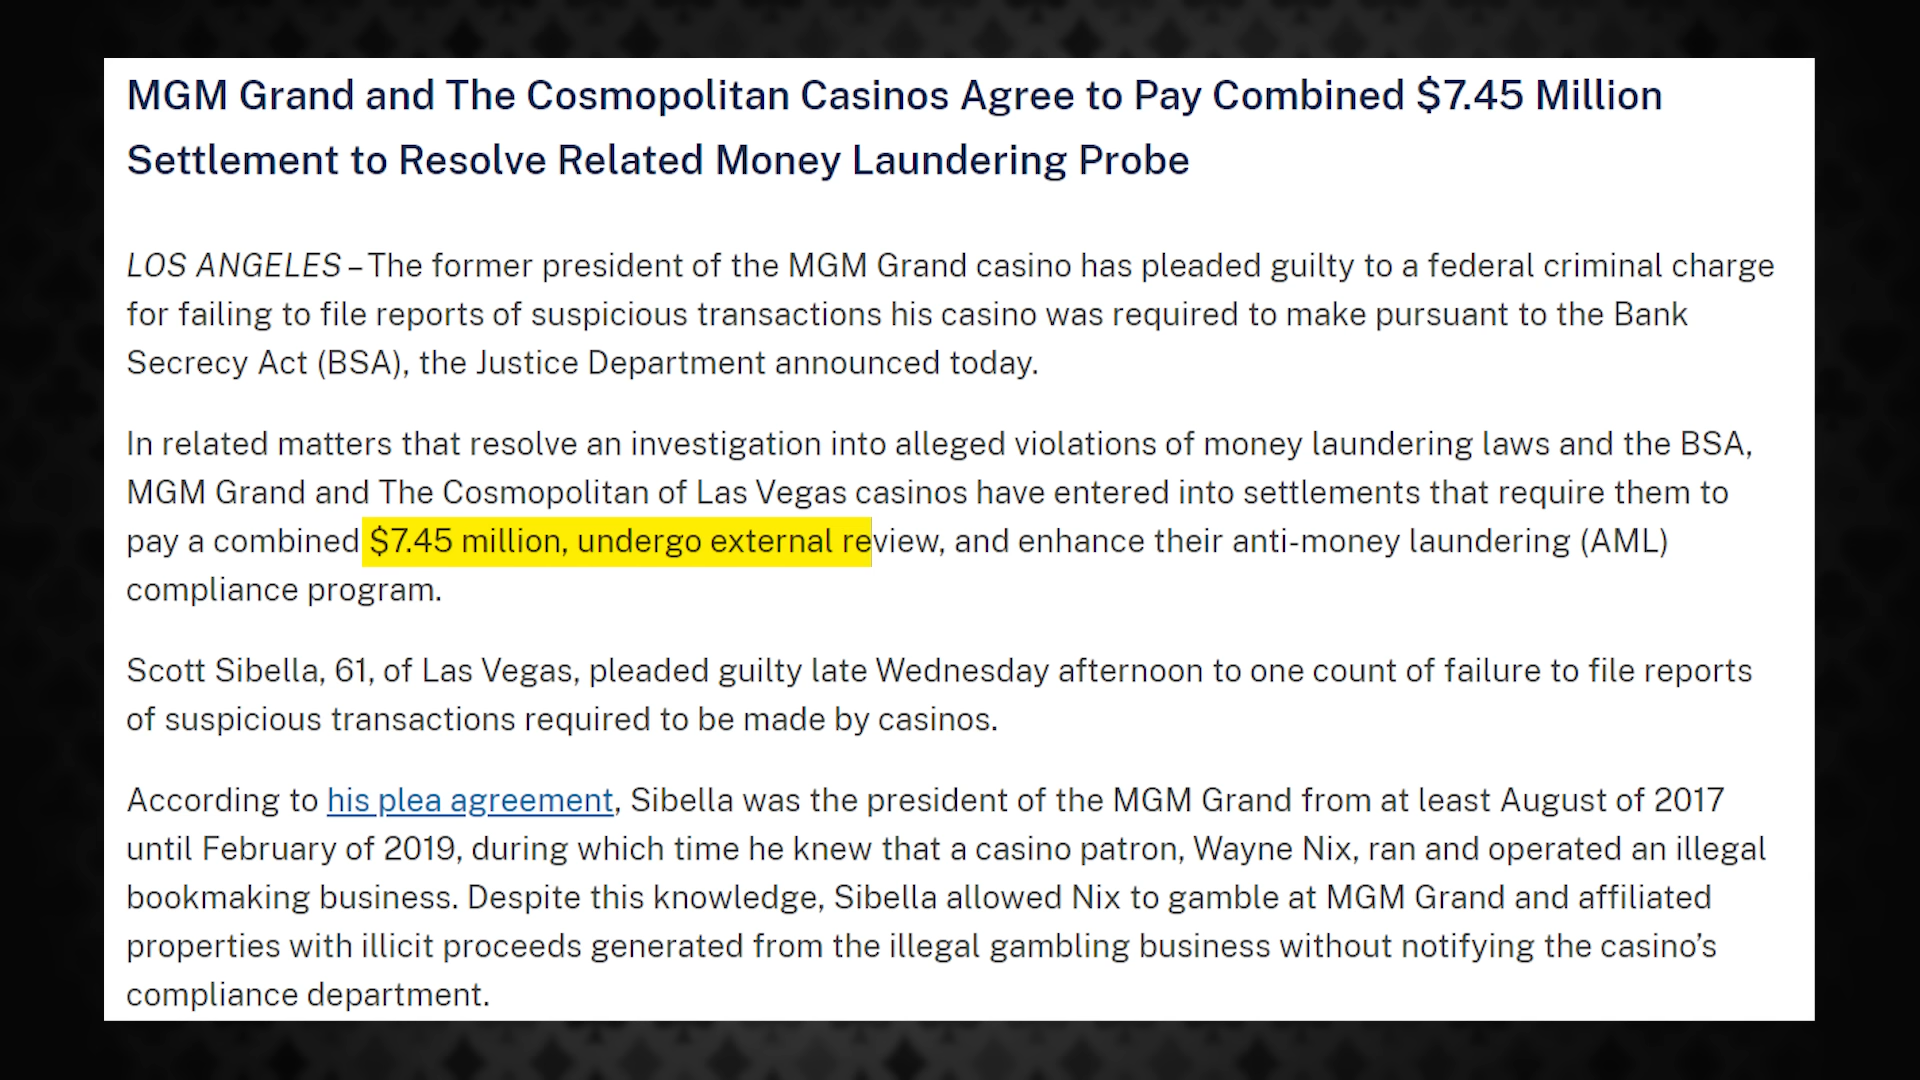 MGM Grand and The Cosmopolitan Casinos Agree to Pay Combined $7.45 Million
Settlement to Resolve Related Money Laundering Probe
LOS ANGELES – The former president of the MGM Grand casino has pleaded guilty to a federal criminal charge
for failing to file reports of suspicious transactions his casino was required to make pursuant to the Bank
Secrecy Act (BSA), the Justice Department announced today.
In related matters that resolve an investigation into alleged violations of money laundering laws and the BSA,
MGM Grand and The Cosmopolitan of Las Vegas casinos have entered into settlements that require them to
pay a combined $7.45 million, undergo external review, and enhance their anti-money laundering (AML)
compliance program.
Scott Sibella, 61, of Las Vegas, pleaded guilty late Wednesday afternoon to one count of failure to file reports
of suspicious transactions required to be made by casinos.
According to his plea agreement, Sibella was the president of the MGM Grand from at least August of 2017
until February of 2019, during which time he knew that a casino patron, Wayne Nix, ran and operated an illegal
bookmaking business. Despite this knowledge, Sibella allowed Nix to gamble at MGM Grand and affiliated
properties with illicit proceeds generated from the illegal gambling business without notifying the casino’s
compliance department.